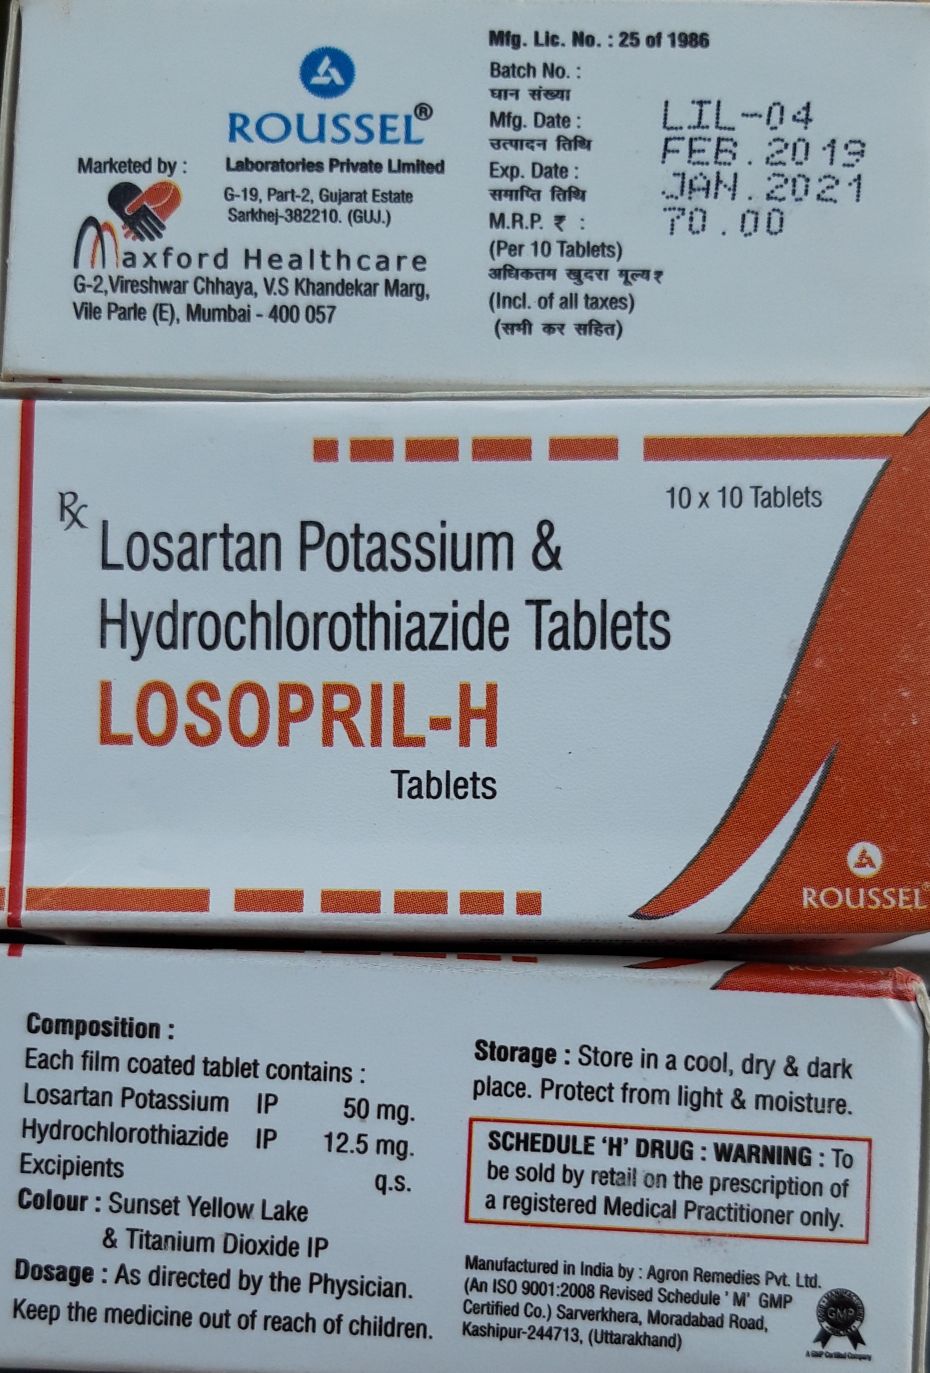 Mfg. Lic. No. : 25 of 1986
Batch No. :
घान संख्या
LIL-04
Mfg. Date :
उत्पादन तिथि
FEB.2019
Exp. Date :
समाप्ति तिथि
JAN.2021
M.R.P. ₹ :
70.00
(Per 10 Tablets)
अधिकतम खुदरा मूल्य ₹
(Incl. of all taxes)
(सभी कर सहित)
ROUSSEL®
Laboratories Private Limited
G-19, Part-2, Gujarat Estate
Sarkhej-382210. (GUJ.)
Marketed by :
Maxford Healthcare
G-2,Vireshwar Chhaya, V.S Khandekar Marg,
Vile Parle (E), Mumbai - 400 057
10 x 10 Tablets
Rx
Losartan Potassium &
Hydrochlorothiazide Tablets
LOSOPRIL-H
Tablets
ROUSSEL®
ROUSSEL
Composition :
Each film coated tablet contains :
Losartan Potassium IP 50 mg.
Hydrochlorothiazide IP 12.5 mg.
Excipients q.s.
Colour : Sunset Yellow Lake
& Titanium Dioxide IP
Dosage : As directed by the Physician.
Keep the medicine out of reach of children.
Storage : Store in a cool, dry & dark
place. Protect from light & moisture.
SCHEDULE 'H' DRUG : WARNING : To
be sold by retail on the prescription of
a registered Medical Practitioner only.
Manufactured in India by : Agron Remedies Pvt. Ltd.
(An ISO 9001:2008 Revised Schedule ' M' GMP
Certified Co.) Sarverkhera, Moradabad Road,
Kashipur-244713, (Uttarakhand)
GMP
A GMP Certified Company